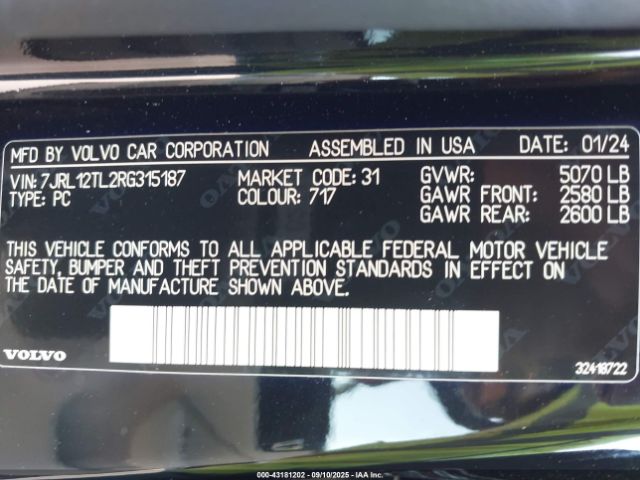 MFD BY VOLVO CAR CORPORATION ASSEMBLED IN USA DATE: 01/24
VIN: 7JRL12TL2RG315187 MARKET CODE: 31 GVWR: 5070 LB
TYPE: PC COLOUR: 717 GAWR FRONT: 2580 LB
GAWR REAR: 2600 LB
THIS VEHICLE CONFORMS TO ALL APPLICABLE FEDERAL MOTOR VEHICLE
SAFETY, BUMPER AND THEFT PREVENTION STANDARDS IN EFFECT ON
THE DATE OF MANUFACTURE SHOWN ABOVE.
VOLVO
32418722
000-43181202 - 09/10/2025 - IAA Inc.